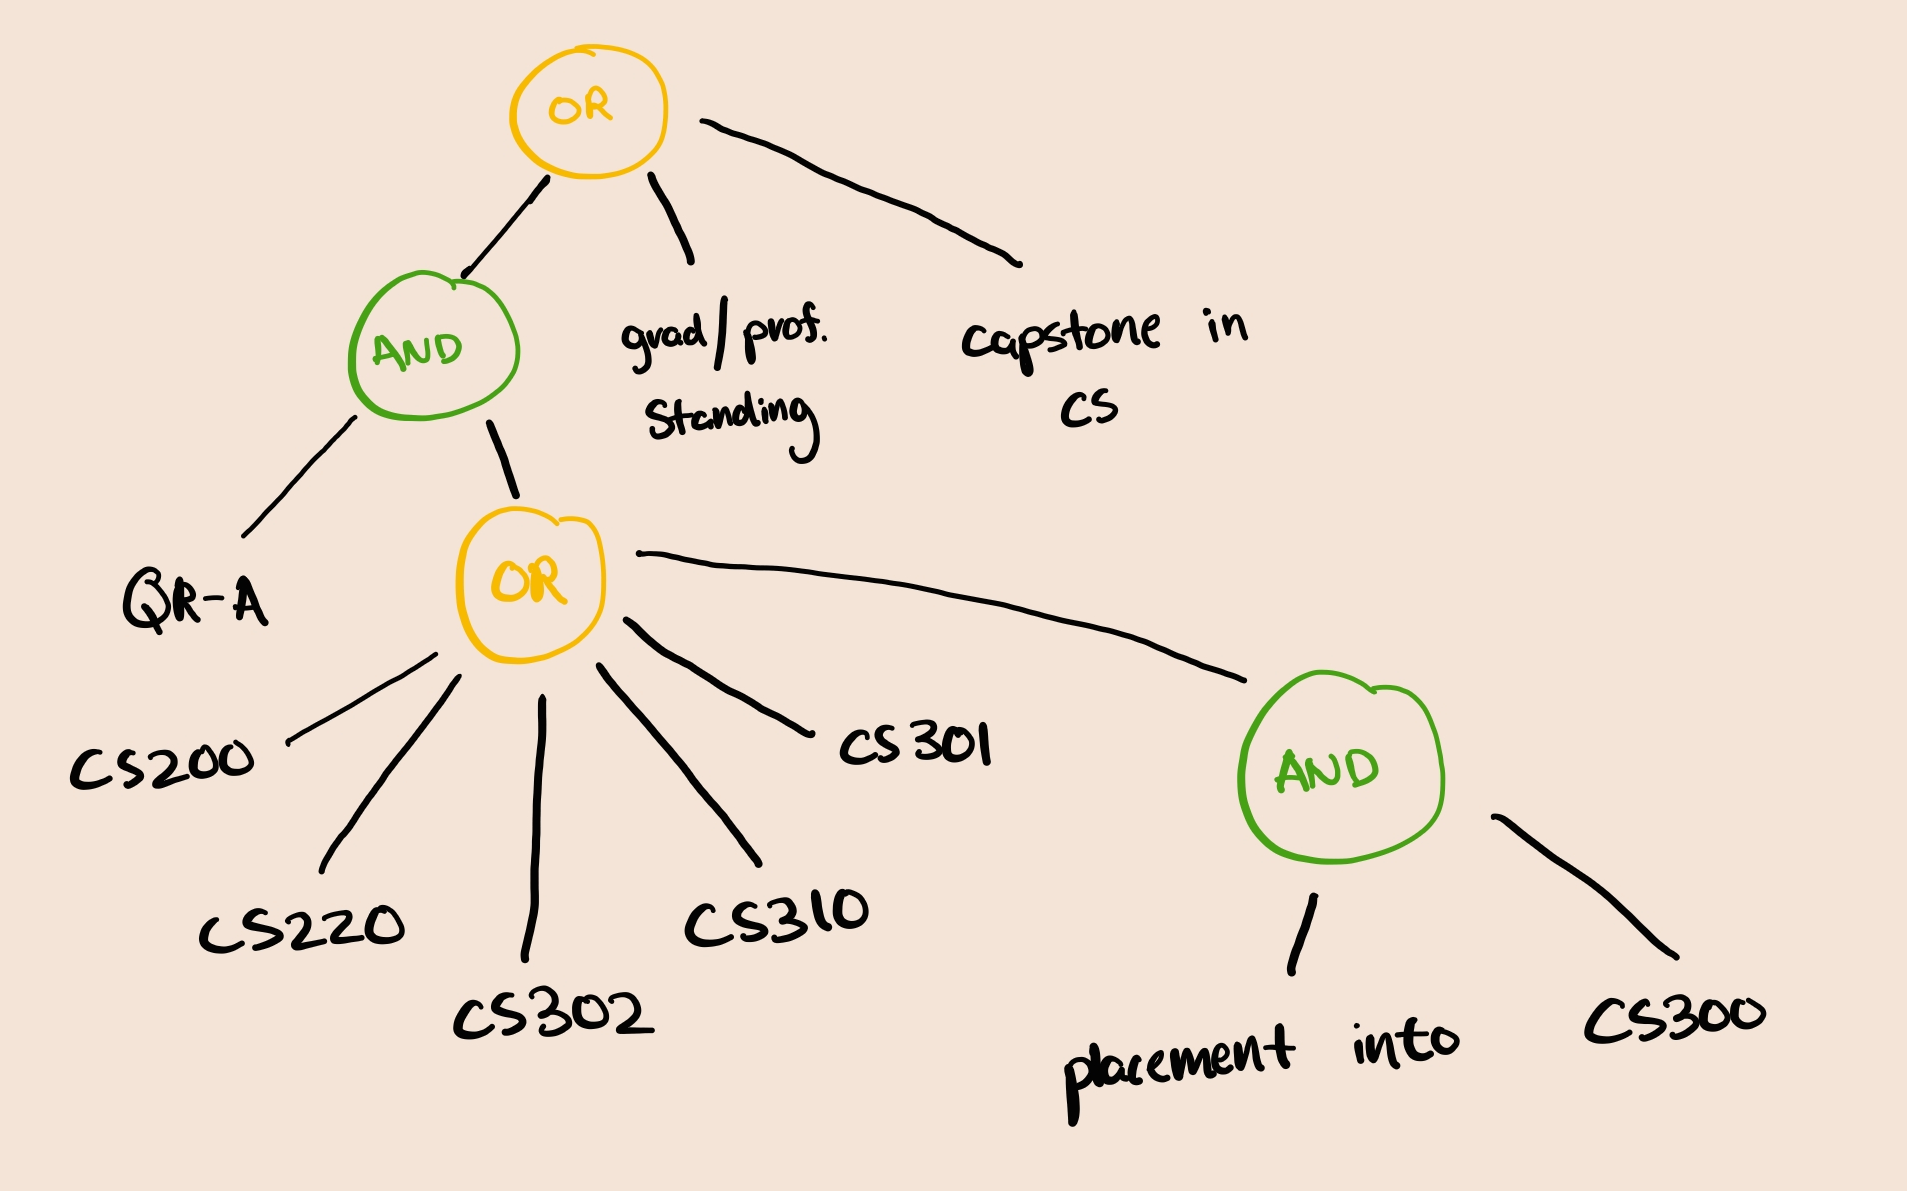 OR
AND
grad/prof.
standing
capstone in
CS
QR-A
OR
CS200
CS220
CS302
CS310
CS301
AND
placement into
CS300